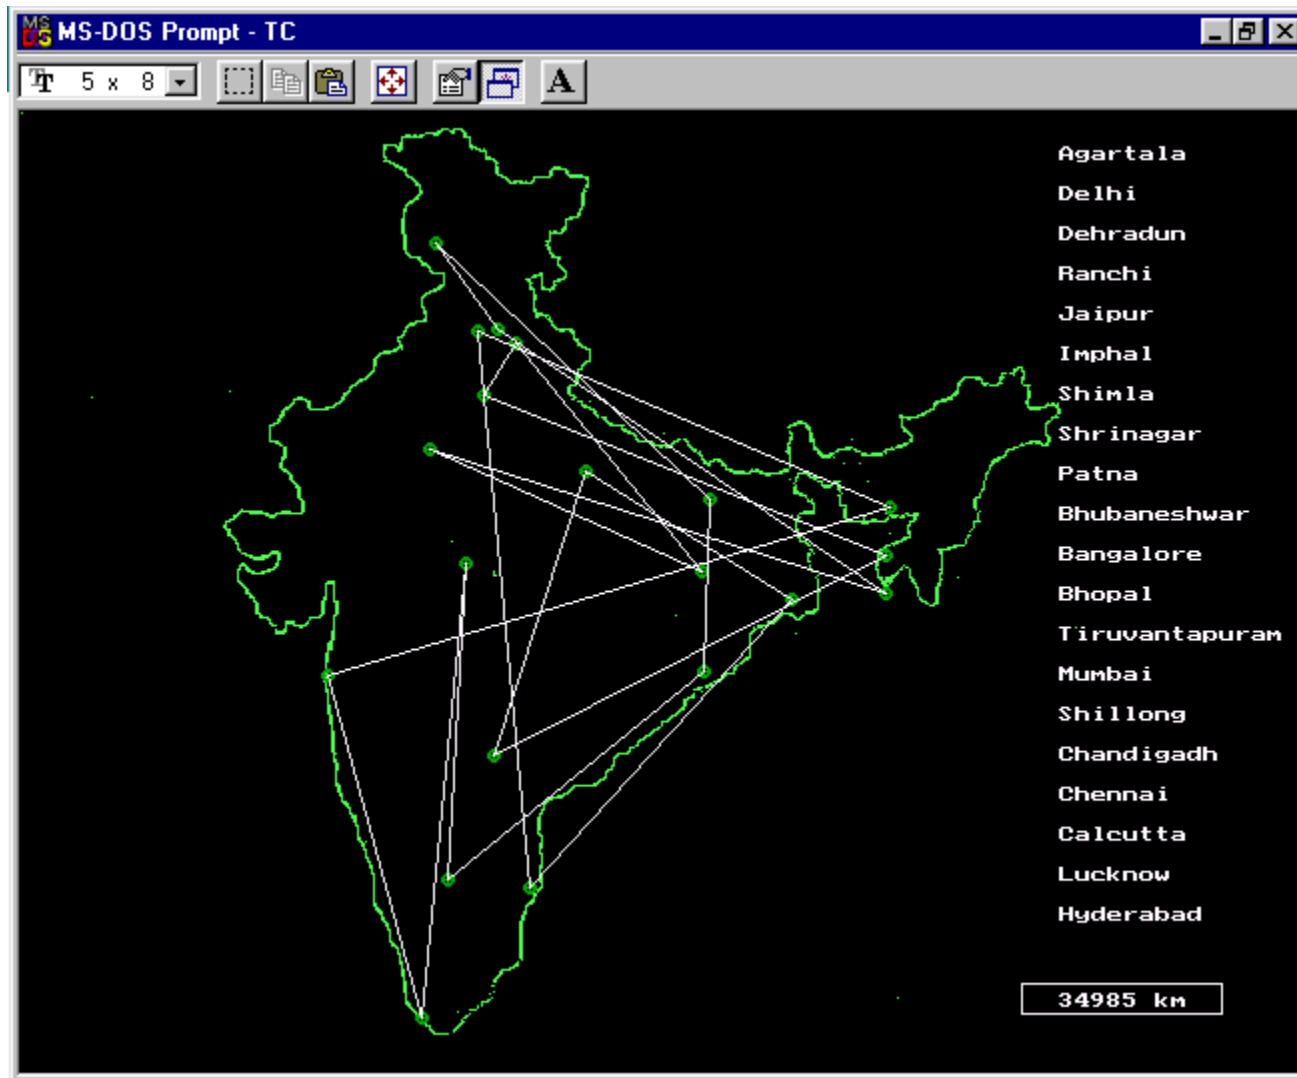 MS-DOS Prompt - TC
5 x 8 A
Agartala
Delhi
Dehradun
Ranchi
Jaipur
Imphal
Shimla
Shrinagar
Patna
Bhubaneshwar
Bangalore
Bhopal
Tiruvantapuram
Mumbai
Shillong
Chandigadh
Chennai
Calcutta
Lucknow
Hyderabad
34985 km